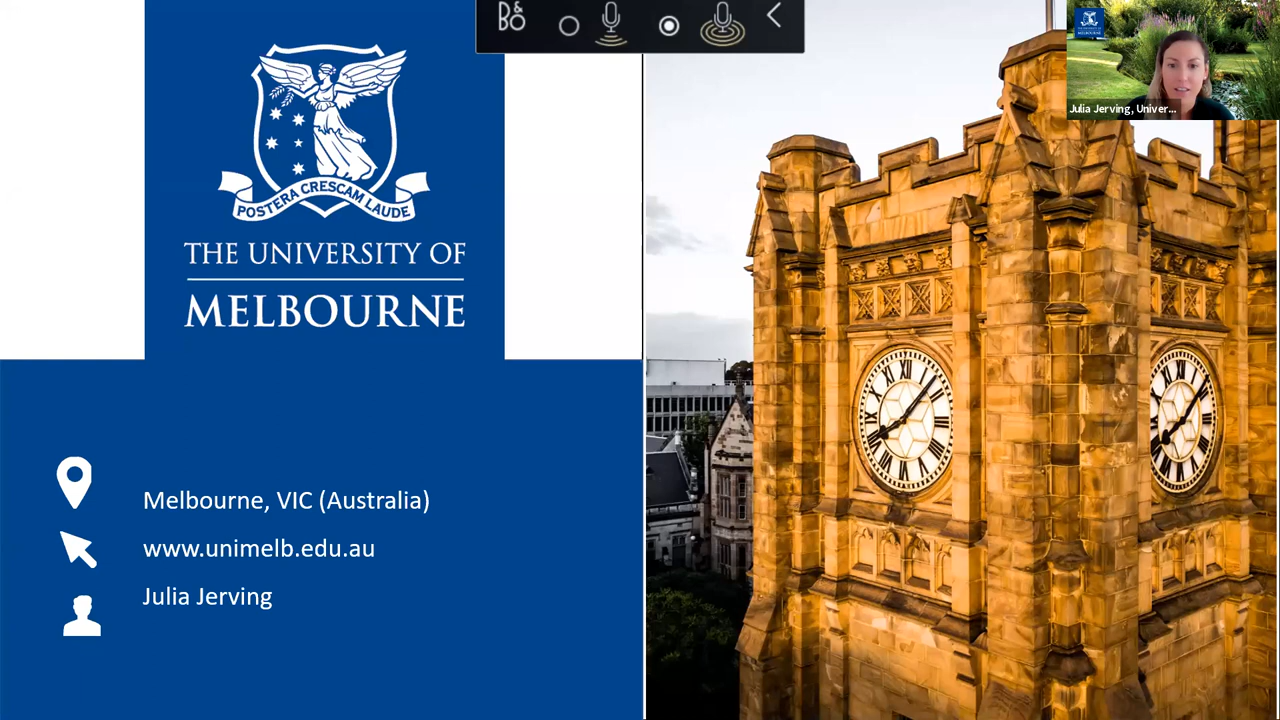 B&
BO
Julia Jerving, Univer...
POSTERA CRESCAM LAUDE
THE UNIVERSITY OF
MELBOURNE
Melbourne, VIC (Australia)
www.unimelb.edu.au
Julia Jerving